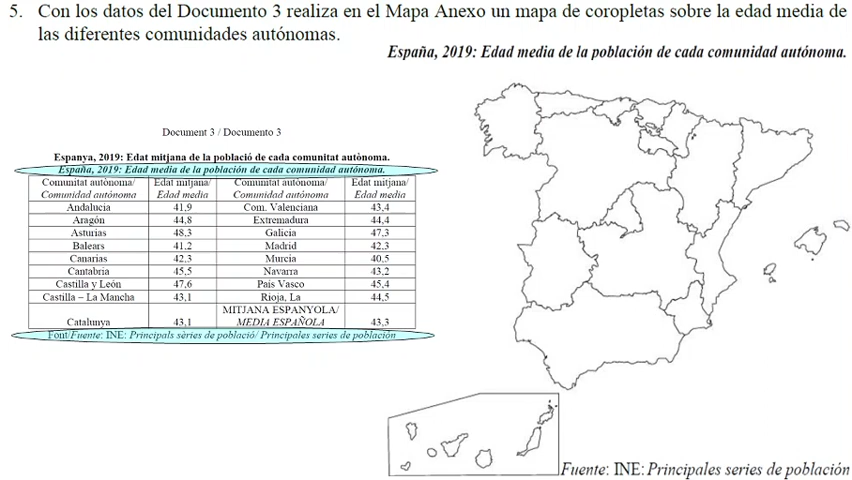 5. Con los datos del Documento 3 realiza en el Mapa Anexo un mapa de coropletas sobre la edad media de
las diferentes comunidades autónomas.
España, 2019: Edad media de la población de cada comunidad autónoma.
Document 3 / Documento 3
Espanya, 2019: Edat mitjana de la població de cada comunitat autònoma.
España, 2019: Edad media de la población de cada comunidad autónoma.
Comunitat autònoma/ Edat mitjana/ Comunitat autònoma/ Edat mitjana/
Comunidad autónoma Edad media Comunidad autónoma Edad media
Andalucía 41,9 Com. Valenciana 43,4
Aragón 44,8 Extremadura 44,4
Asturias 48,3 Galicia 47,3
Balears 41,2 Madrid 42,3
Canarias 42,3 Murcia 40,5
Cantabria 45,5 Navarra 43,2
Castilla y León 47,6 País Vasco 45,4
Castilla – La Mancha 43,1 Rioja, La 44,5
MITJANA ESPANYOLA/
Catalunya 43,1 MEDIA ESPAÑOLA 43,3
Font/Fuente: INE: Principals sèries de població/ Principales series de población
Fuente: INE: Principales series de población